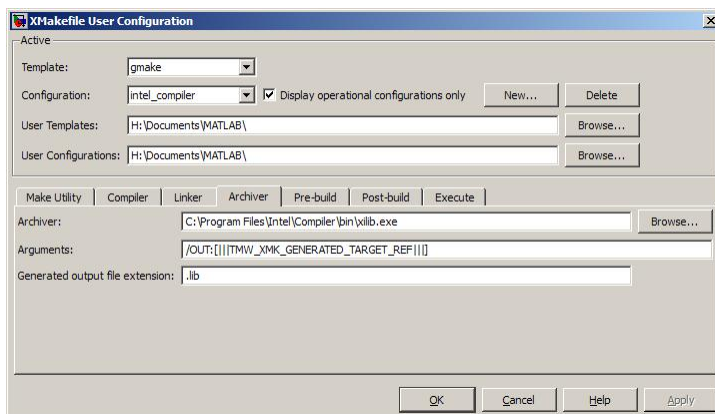 XMakefile User Configuration
Active
Template: gmake
Configuration: intel_compiler Display operational configurations only New... Delete
User Templates: H:\Documents\MATLAB\ Browse...
User Configurations: H:\Documents\MATLAB\ Browse...
Make Utility Compiler Linker Archiver Pre-build Post-build Execute
Archiver: C:\Program Files\Intel\Compiler\bin\xilib.exe Browse...
Arguments: /OUT:[|||TMW_XMK_GENERATED_TARGET_REF|||]
Generated output file extension: .lib
OK Cancel Help Apply